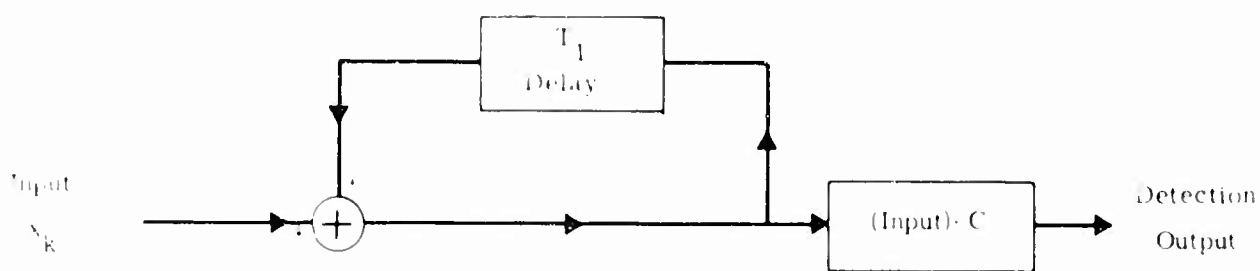 T1
Delay
Input
xK
+
(Input)· C
Detection
Output